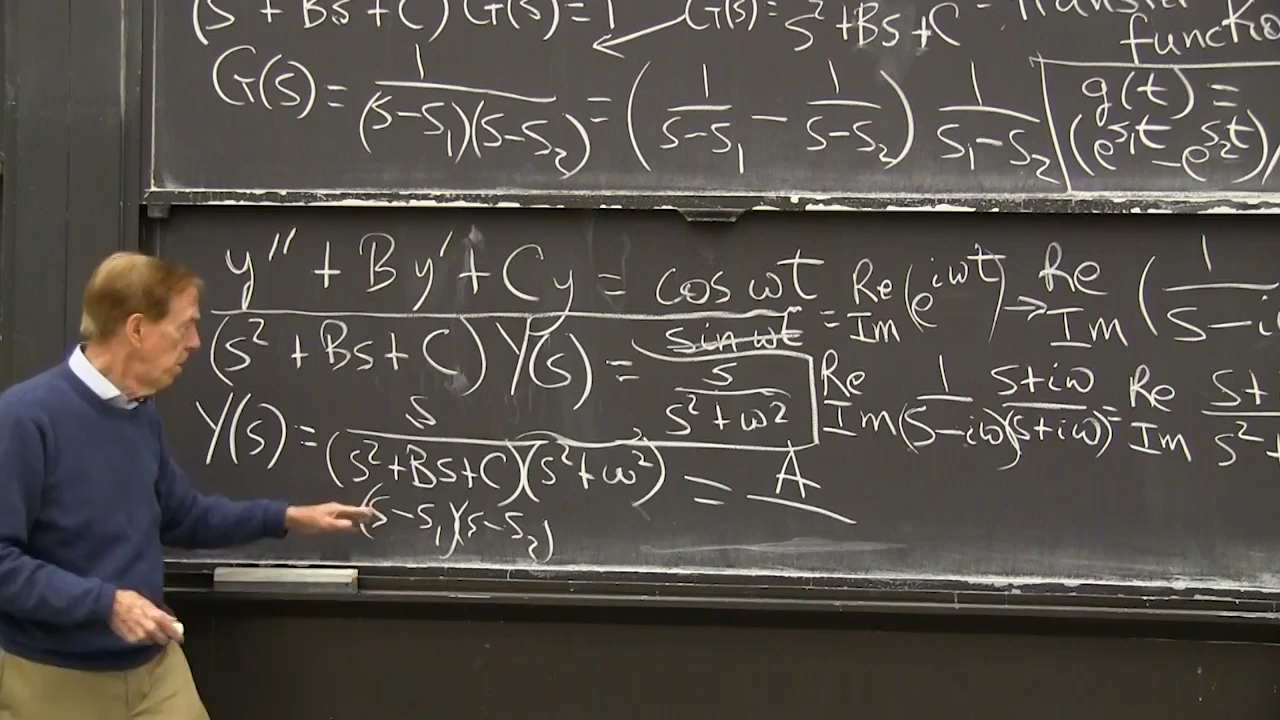 (s² + Bs + C) G(s) = 1 ← G(s) = 1/(s² + Bs + C) = Transfer function
G(s) = 1/((s-s₁)(s-s₂)) = (1/(s-s₁) - 1/(s-s₂)) 1/(s₁-s₂)
g(t) =
(e^{s₁t} - e^{s₂t})/
y'' + By' + Cy = cos ωt
sin ωt
= Re Im (e^{iωt}) → Re Im (1/(s-i
(s² + Bs + C) Y(s) = s/(s² + ω²)
Re Im 1/(s-iω) (s+iω)/(s+iω) = Re Im s+/s²+
Y(s) = s/((s²+Bs+C)(s²+ω²)) = A
(s-s₁)(s-s₂)